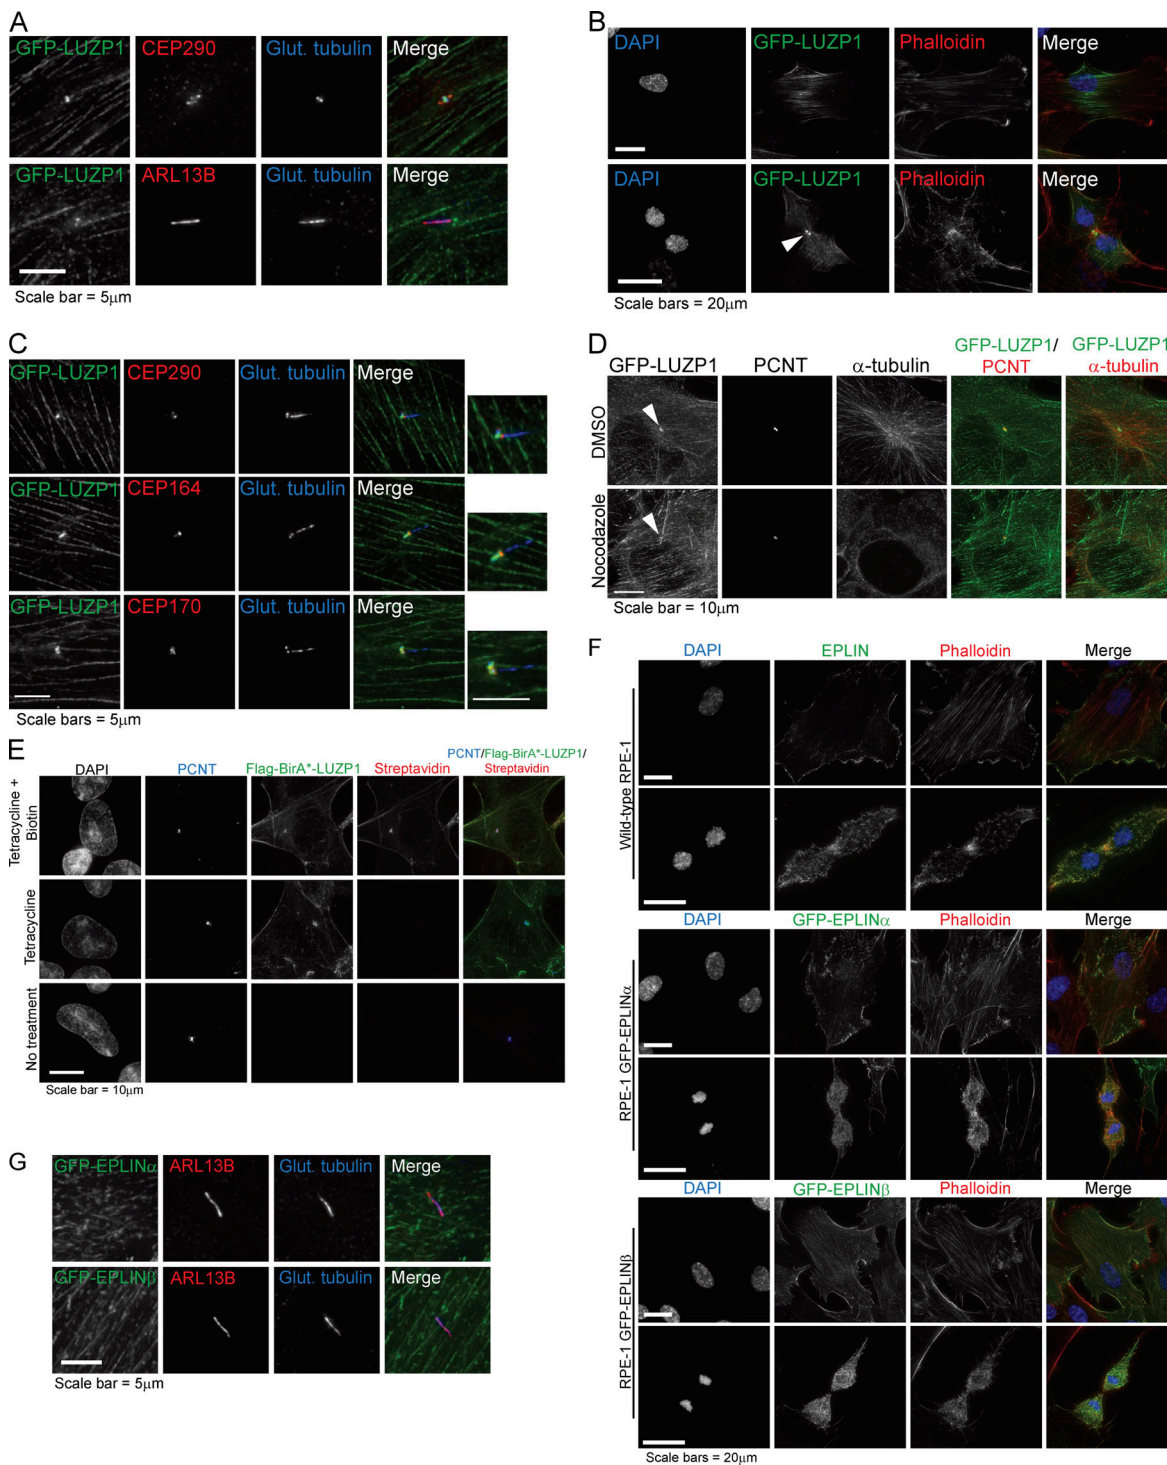 A
GFP-LUZP1 CEP290 Glut. tubulin Merge
GFP-LUZP1 ARL13B Glut. tubulin Merge
Scale bar = 5μm
B
DAPI GFP-LUZP1 Phalloidin Merge
DAPI GFP-LUZP1 Phalloidin Merge
Scale bars = 20μm
C
GFP-LUZP1 CEP290 Glut. tubulin Merge
GFP-LUZP1 CEP164 Glut. tubulin Merge
GFP-LUZP1 CEP170 Glut. tubulin Merge
Scale bars = 5μm
D
GFP-LUZP1 PCNT α-tubulin GFP-LUZP1/ PCNT GFP-LUZP1 α-tubulin
DMSO
Nocodazole
Scale bar = 10μm
E
DAPI PCNT Flag-BirA*-LUZP1 Streptavidin PCNT/Flag-BirA*-LUZP1/ Streptavidin
Tetracycline + Biotin
Tetracycline
No treatment
Scale bar = 10μm
F
DAPI EPLIN Phalloidin Merge
Wild-type RPE-1
DAPI GFP-EPLINα Phalloidin Merge
RPE-1 GFP-EPLINα
DAPI GFP-EPLINβ Phalloidin Merge
RPE-1 GFP-EPLINβ
Scale bars = 20μm
G
GFP-EPLINα ARL13B Glut. tubulin Merge
GFP-EPLINβ ARL13B Glut. tubulin Merge
Scale bar = 5μm